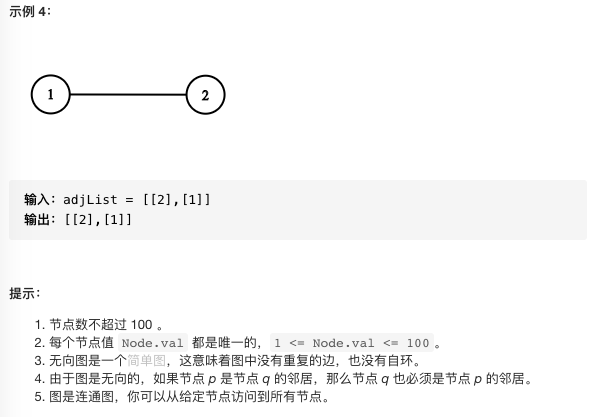 示例 4：
1
2
输入：adjList = [[2],[1]]
输出：[[2],[1]]
提示：
1. 节点数不超过 100 。
2. 每个节点值 Node.val 都是唯一的，1 <= Node.val <= 100 。
3. 无向图是一个简单图，这意味着图中没有重复的边，也没有自环。
4. 由于图是无向的，如果节点 p 是节点 q 的邻居，那么节点 q 也必须是节点 p 的邻居。
5. 图是连通图，你可以从给定节点访问到所有节点。